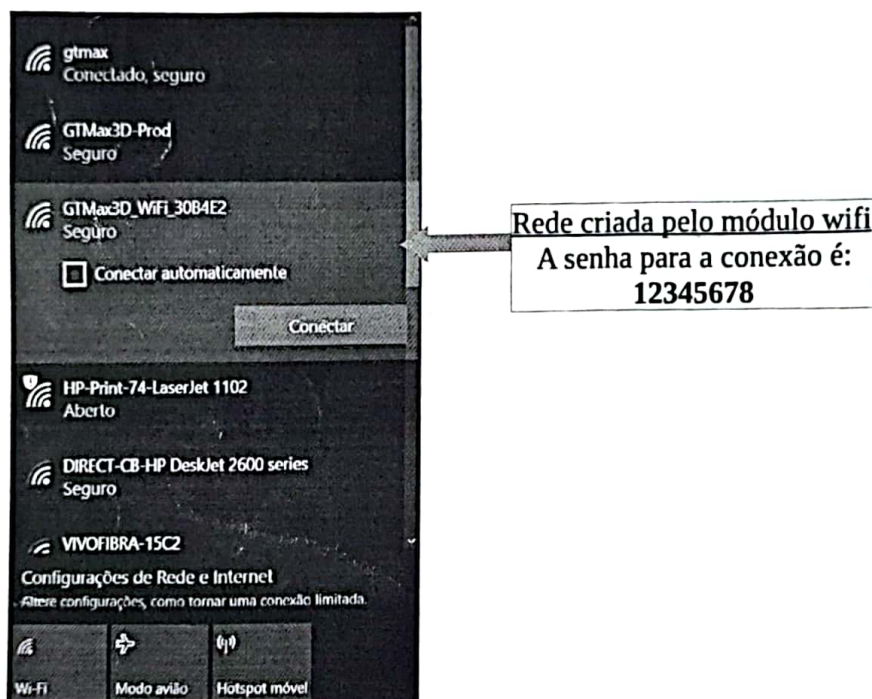 gtmax
Conectado, seguro
GTMax3D-Prod
Seguro
GTMax3D_WiFi_30B4E2
Seguro
Conectar automaticamente
Conectar
Rede criada pelo módulo wifi
A senha para a conexão é:
12345678
HP-Print-74-LaserJet 1102
Aberto
DIRECT-CB-HP DeskJet 2600 series
Seguro
VIVOFIBRA-15C2
Configurações de Rede e Internet
Altere configurações, como tornar uma conexão limitada.
Wi-Fi
Modo avião
Hotspot móvel